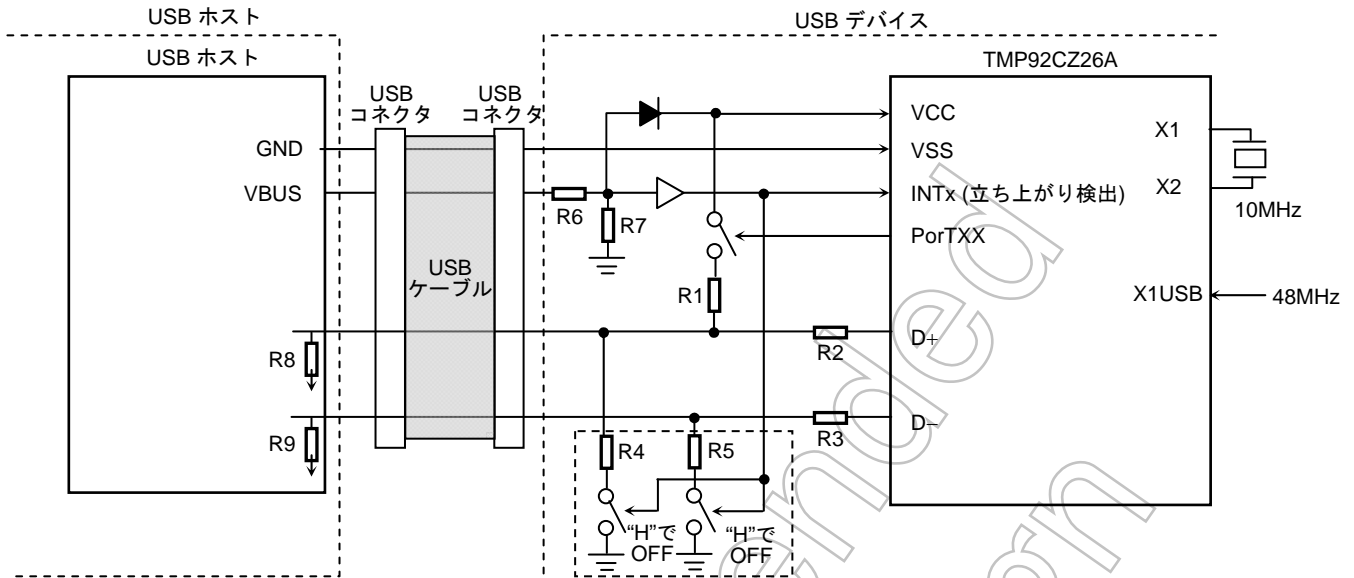 USB ホスト
USB デバイス
USB ホスト
TMP92CZ26A
USB
コネクタ
USB
コネクタ
GND
VBUS
USB
ケーブル
R6
R7
R1
VCC
VSS
INTx (立ち上がり検出)
PorTXX
X1
X2
10MHz
X1USB
48MHz
R8
R9
R2
R3
D+
D−
R4
R5
“H”で
OFF
“H”で
OFF
ended